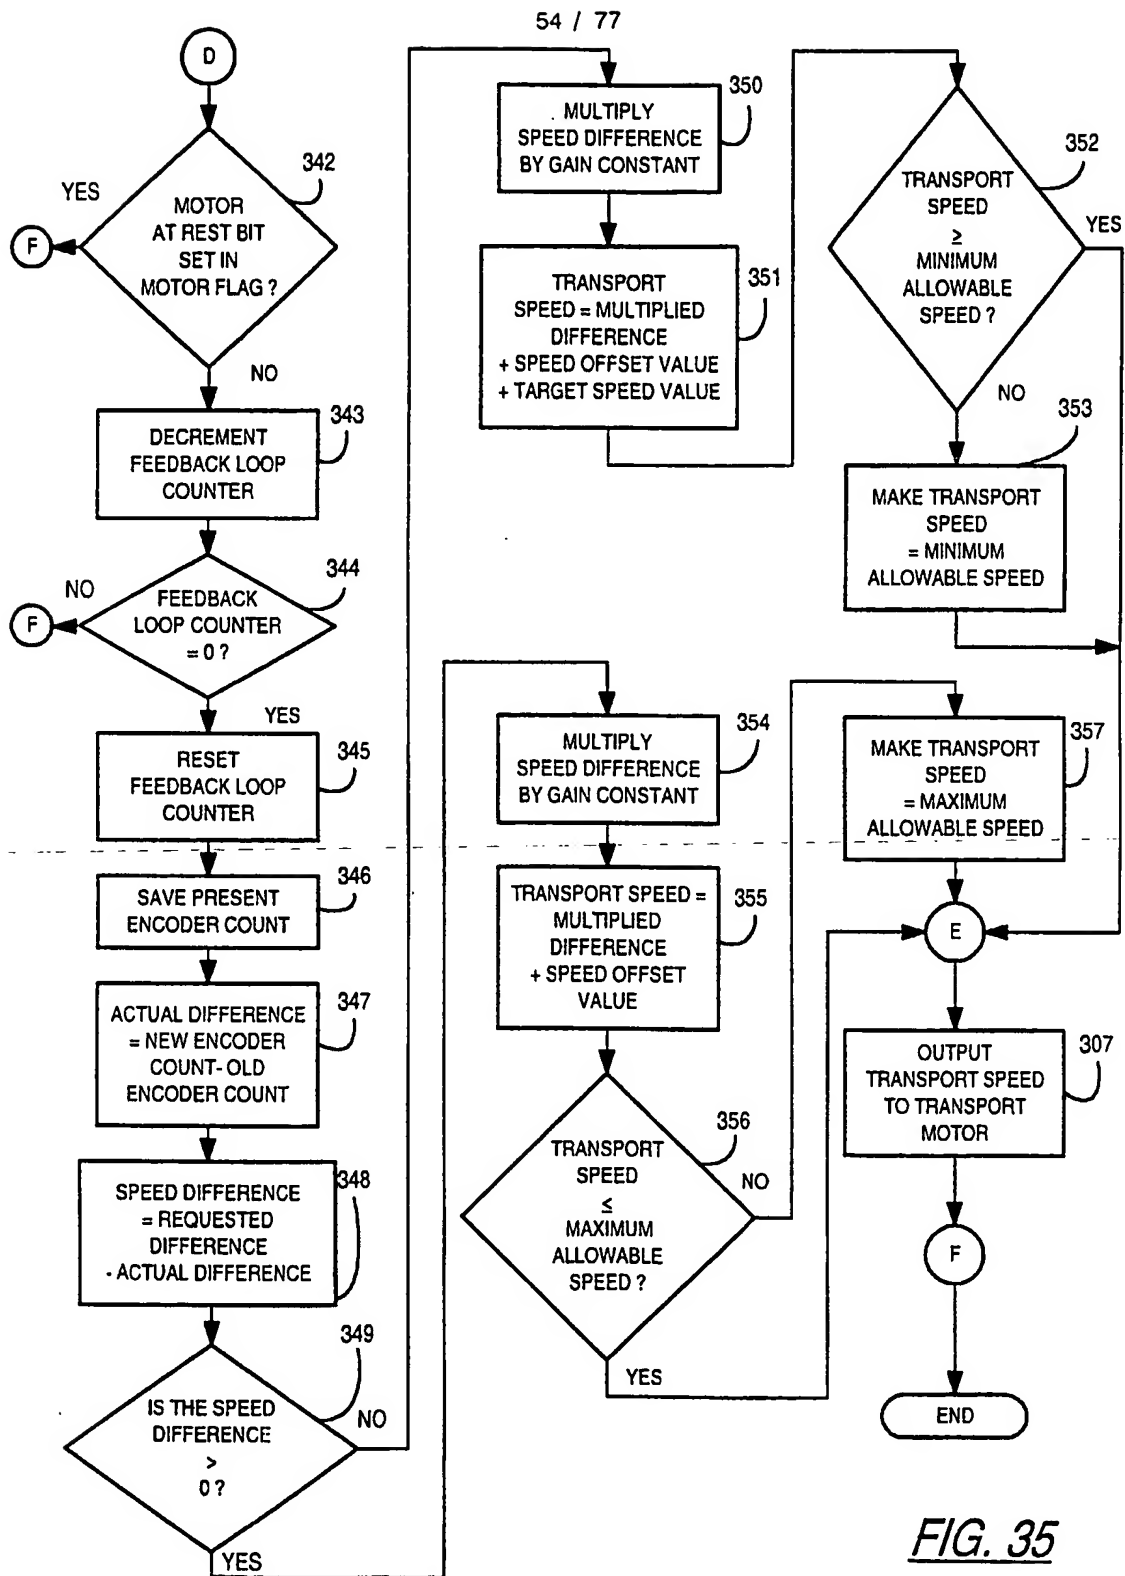 54 / 77
D
342
YES
MOTOR
AT REST BIT
SET IN
MOTOR FLAG ?
F
NO
343
DECREMENT
FEEDBACK LOOP
COUNTER
344
NO
FEEDBACK
LOOP COUNTER
= 0 ?
F
YES
345
RESET
FEEDBACK LOOP
COUNTER
346
SAVE PRESENT
ENCODER COUNT
347
ACTUAL DIFFERENCE
= NEW ENCODER
COUNT- OLD
ENCODER COUNT
348
SPEED DIFFERENCE
= REQUESTED
DIFFERENCE
- ACTUAL DIFFERENCE
349
IS THE SPEED
DIFFERENCE
>
0 ?
NO
YES
350
MULTIPLY
SPEED DIFFERENCE
BY GAIN CONSTANT
351
TRANSPORT
SPEED = MULTIPLIED
DIFFERENCE
+ SPEED OFFSET VALUE
+ TARGET SPEED VALUE
352
TRANSPORT
SPEED
≥
MINIMUM
ALLOWABLE
SPEED ?
YES
NO
353
MAKE TRANSPORT
SPEED
= MINIMUM
ALLOWABLE SPEED
354
MULTIPLY
SPEED DIFFERENCE
BY GAIN CONSTANT
355
TRANSPORT SPEED =
MULTIPLIED
DIFFERENCE
+ SPEED OFFSET
VALUE
356
TRANSPORT
SPEED
≤
MAXIMUM
ALLOWABLE
SPEED ?
NO
YES
357
MAKE TRANSPORT
SPEED
= MAXIMUM
ALLOWABLE SPEED
E
307
OUTPUT
TRANSPORT SPEED
TO TRANSPORT
MOTOR
F
END
FIG. 35